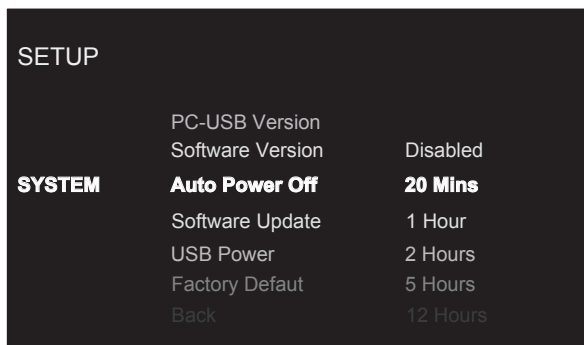 SETUP
PC-USB Version
Software Version Disabled
SYSTEM Auto Power Off 20 Mins
Software Update 1 Hour
USB Power 2 Hours
Factory Defaut 5 Hours
Back 12 Hours